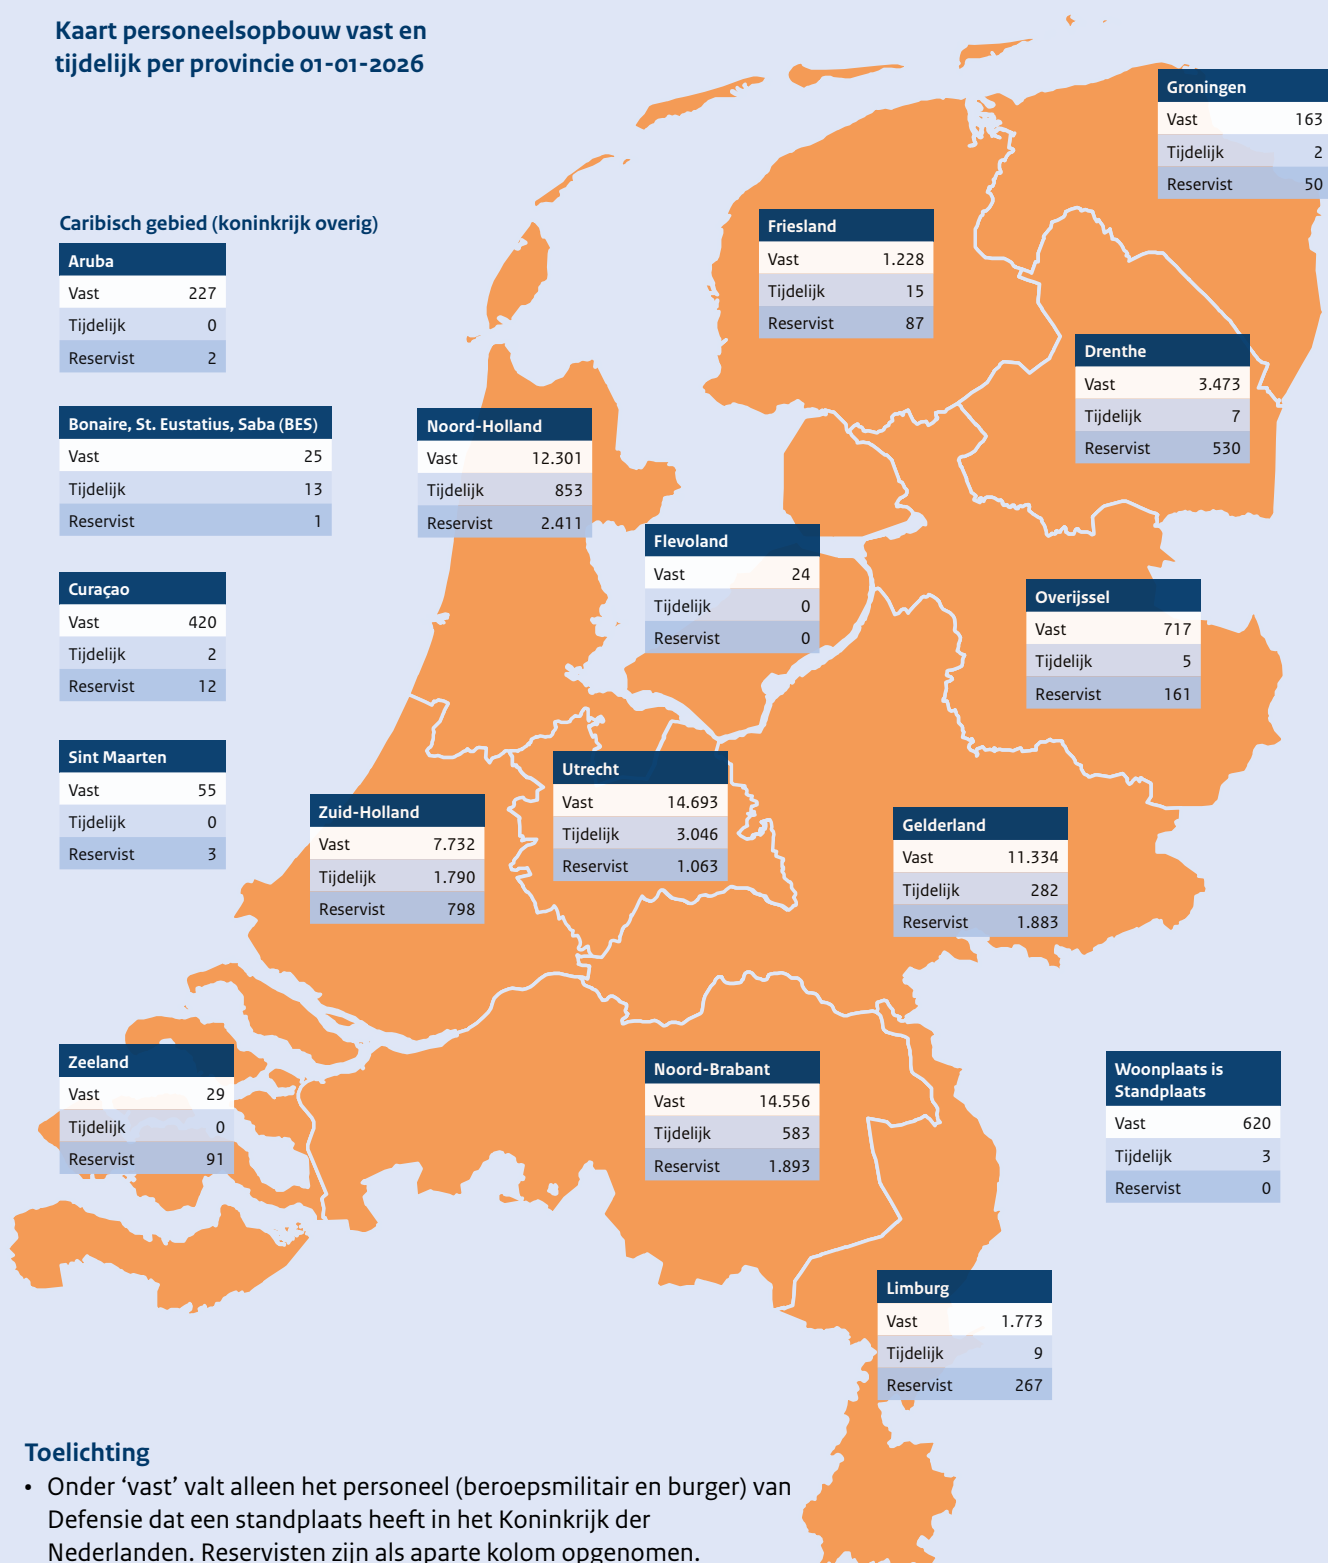 Kaart personeelsopbouw vast en
tijdelijk per provincie 01-01-2026
Groningen
Vast 163
Tijdelijk 2
Reservist 50
Caribisch gebied (koninkrijk overig)
Aruba
Vast 227
Tijdelijk 0
Reservist 2
Friesland
Vast 1.228
Tijdelijk 15
Reservist 87
Drenthe
Vast 3.473
Tijdelijk 7
Reservist 530
Bonaire, St. Eustatius, Saba (BES)
Vast 25
Tijdelijk 13
Reservist 1
Noord-Holland
Vast 12.301
Tijdelijk 853
Reservist 2.411
Flevoland
Vast 24
Tijdelijk 0
Reservist 0
Curaçao
Vast 420
Tijdelijk 2
Reservist 12
Overijssel
Vast 717
Tijdelijk 5
Reservist 161
Sint Maarten
Vast 55
Tijdelijk 0
Reservist 3
Utrecht
Vast 14.693
Tijdelijk 3.046
Reservist 1.063
Zuid-Holland
Vast 7.732
Tijdelijk 1.790
Reservist 798
Gelderland
Vast 11.334
Tijdelijk 282
Reservist 1.883
Zeeland
Vast 29
Tijdelijk 0
Reservist 91
Noord-Brabant
Vast 14.556
Tijdelijk 583
Reservist 1.893
Woonplaats is
Standplaats
Vast 620
Tijdelijk 3
Reservist 0
Limburg
Vast 1.773
Tijdelijk 9
Reservist 267
Toelichting
• Onder ‘vast’ valt alleen het personeel (beroepsmilitair en burger) van
Defensie dat een standplaats heeft in het Koninkrijk der
Nederlanden. Reservisten zijn als aparte kolom opgenomen.